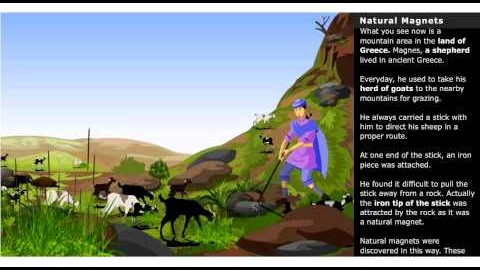 Natural Magnets
What you see now is a
mountain area in the land of
Greece. Magnes, a shepherd
lived in ancient Greece.
Everyday, he used to take his
herd of goats to the nearby
mountains for grazing.
He always carried a stick with
him to direct his sheep in a
proper route.
At one end of the stick, an iron
piece was attached.
He found it difficult to pull the
stick away from a rock. Actually
the iron tip of the stick was
attracted by the rock as it was
a natural magnet.
Natural magnets were
discovered in this way. These